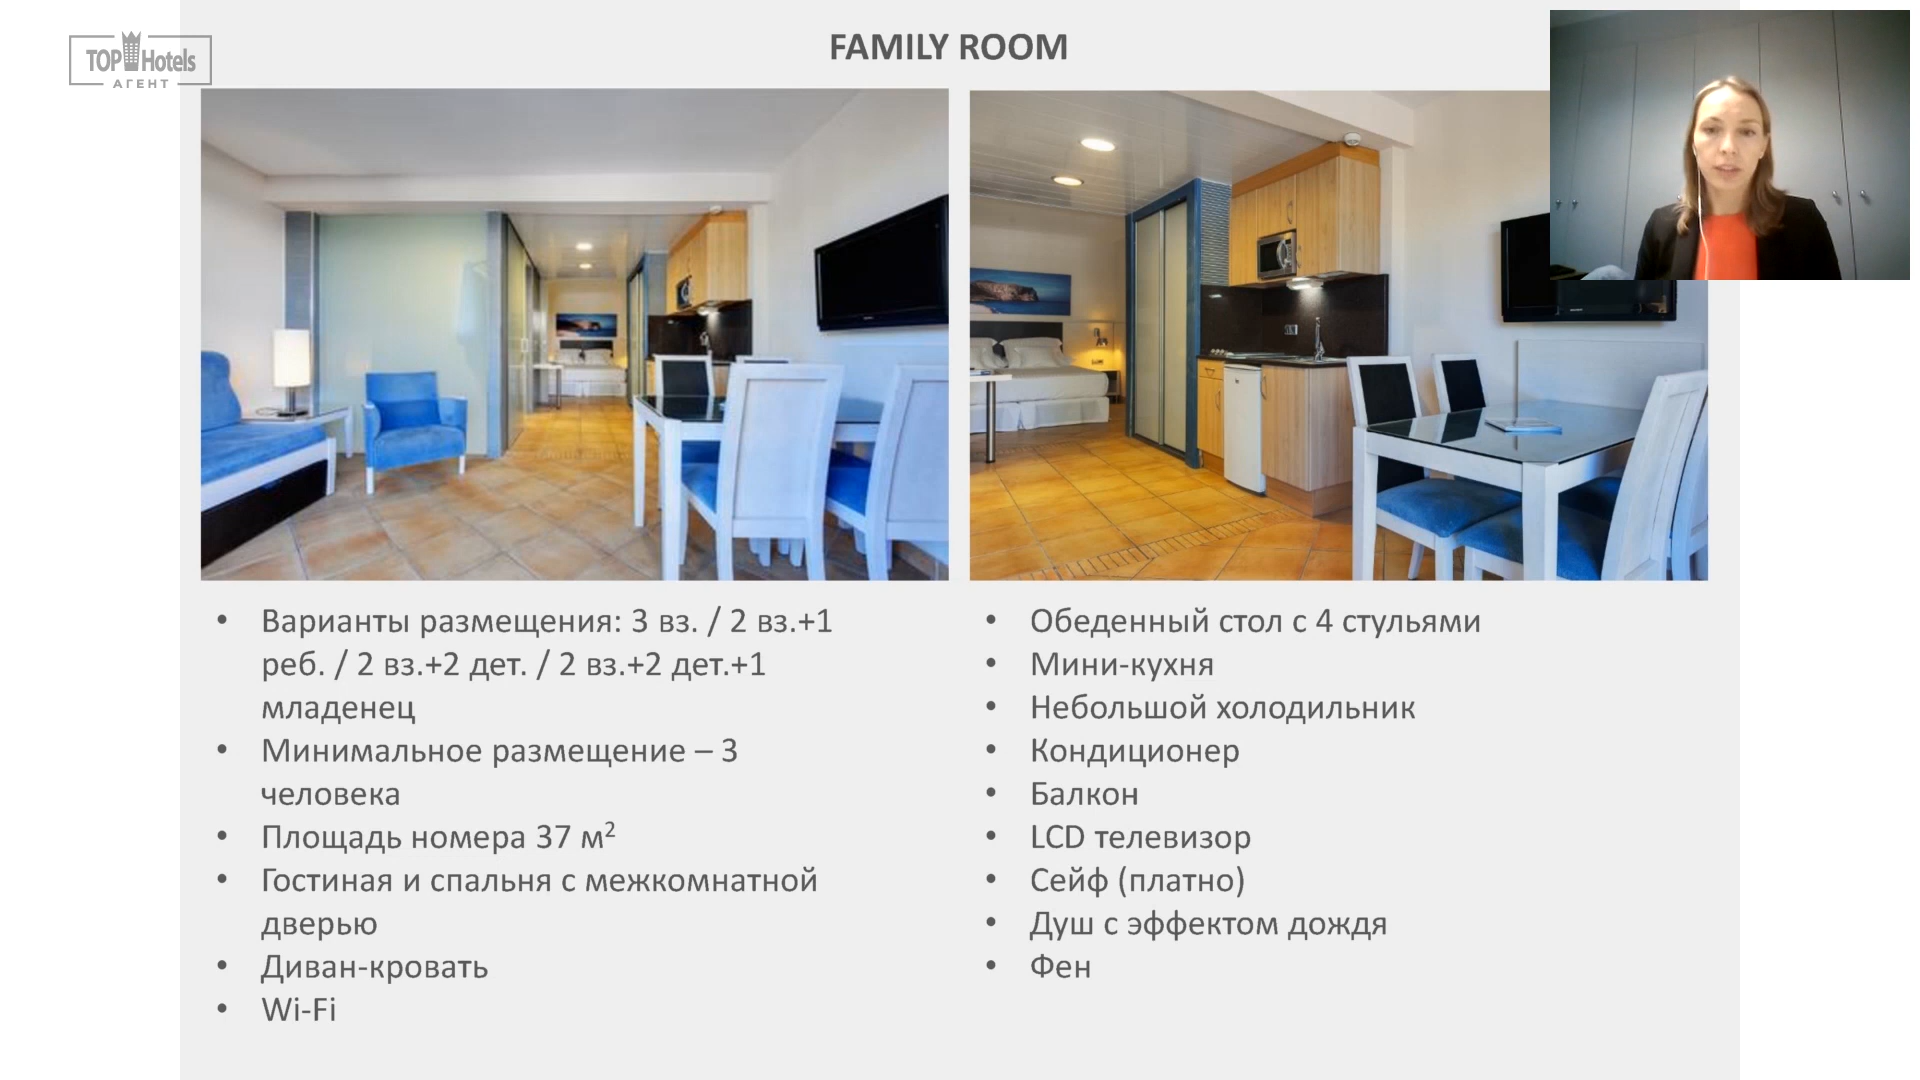 FAMILY ROOM
TOP Hotels
АГЕНТ
• Варианты размещения: 3 вз. / 2 вз.+1
реб. / 2 вз.+2 дет. / 2 вз.+2 дет.+1
младенец
• Минимальное размещение – 3
человека
• Площадь номера 37 м²
• Гостиная и спальня с межкомнатной
дверью
• Диван-кровать
• Wi-Fi
• Обеденный стол с 4 стульями
• Мини-кухня
• Небольшой холодильник
• Кондиционер
• Балкон
• LCD телевизор
• Сейф (платно)
• Душ с эффектом дождя
• Фен